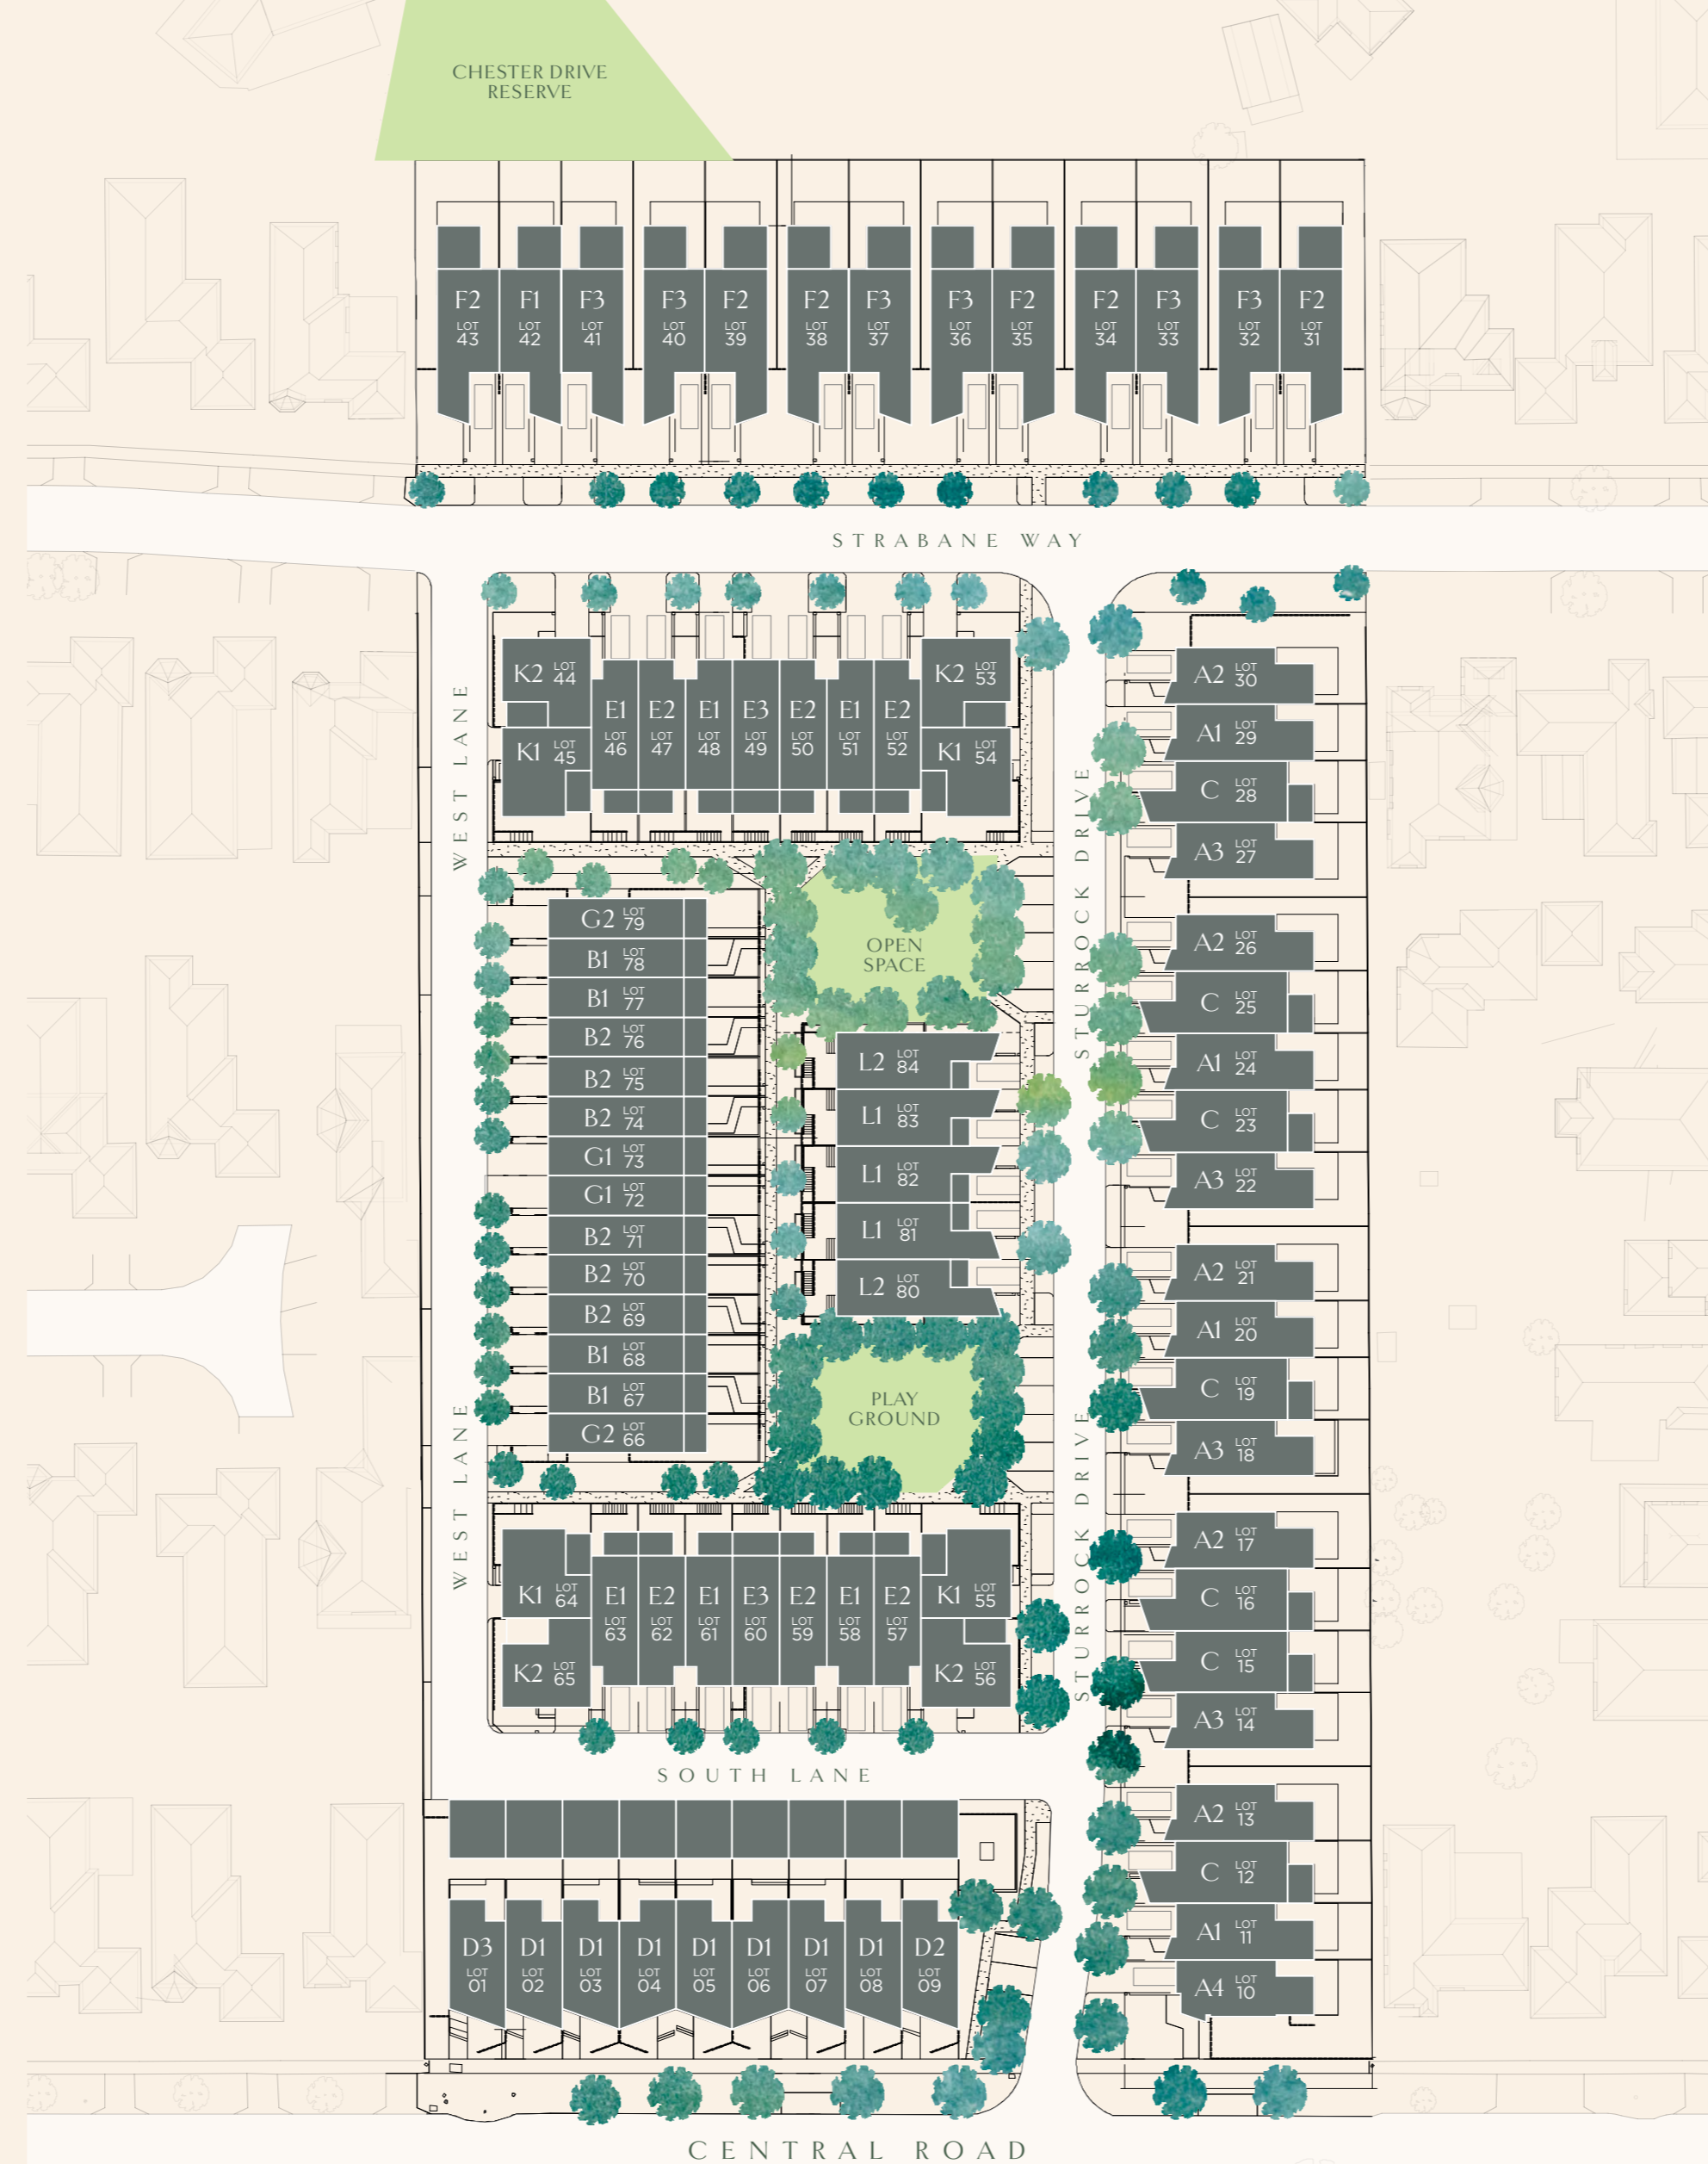 CHESTER DRIVE
RESERVE
F2 LOT 43
F1 LOT 42
F3 LOT 41
F3 LOT 40
F2 LOT 39
F2 LOT 38
F3 LOT 37
F3 LOT 36
F2 LOT 35
F2 LOT 34
F3 LOT 33
F3 LOT 32
F2 LOT 31
STRABANE WAY
WEST LANE
K2 LOT 44
K1 LOT 45
E1 LOT 46
E2 LOT 47
E1 LOT 48
E3 LOT 49
E2 LOT 50
E1 LOT 51
E2 LOT 52
K2 LOT 53
K1 LOT 54
STURROCK DRIVE
A2 LOT 30
A1 LOT 29
C LOT 28
A3 LOT 27
A2 LOT 26
C LOT 25
A1 LOT 24
C LOT 23
A3 LOT 22
A2 LOT 21
A1 LOT 20
C LOT 19
A3 LOT 18
A2 LOT 17
C LOT 16
C LOT 15
A3 LOT 14
A2 LOT 13
C LOT 12
A1 LOT 11
A4 LOT 10
G2 LOT 79
B1 LOT 78
B1 LOT 77
B2 LOT 76
B2 LOT 75
B2 LOT 74
G1 LOT 73
G1 LOT 72
B2 LOT 71
B2 LOT 70
B2 LOT 69
B1 LOT 68
B1 LOT 67
G2 LOT 66
OPEN
SPACE
L2 LOT 84
L1 LOT 83
L1 LOT 82
L1 LOT 81
L2 LOT 80
PLAY
GROUND
WEST LANE
STURROCK DRIVE
K1 LOT 64
K2 LOT 65
E1 LOT 63
E2 LOT 62
E1 LOT 61
E3 LOT 60
E2 LOT 59
E1 LOT 58
E2 LOT 57
K1 LOT 55
K2 LOT 56
SOUTH LANE
D3 LOT 01
D1 LOT 02
D1 LOT 03
D1 LOT 04
D1 LOT 05
D1 LOT 06
D1 LOT 07
D1 LOT 08
D2 LOT 09
CENTRAL ROAD